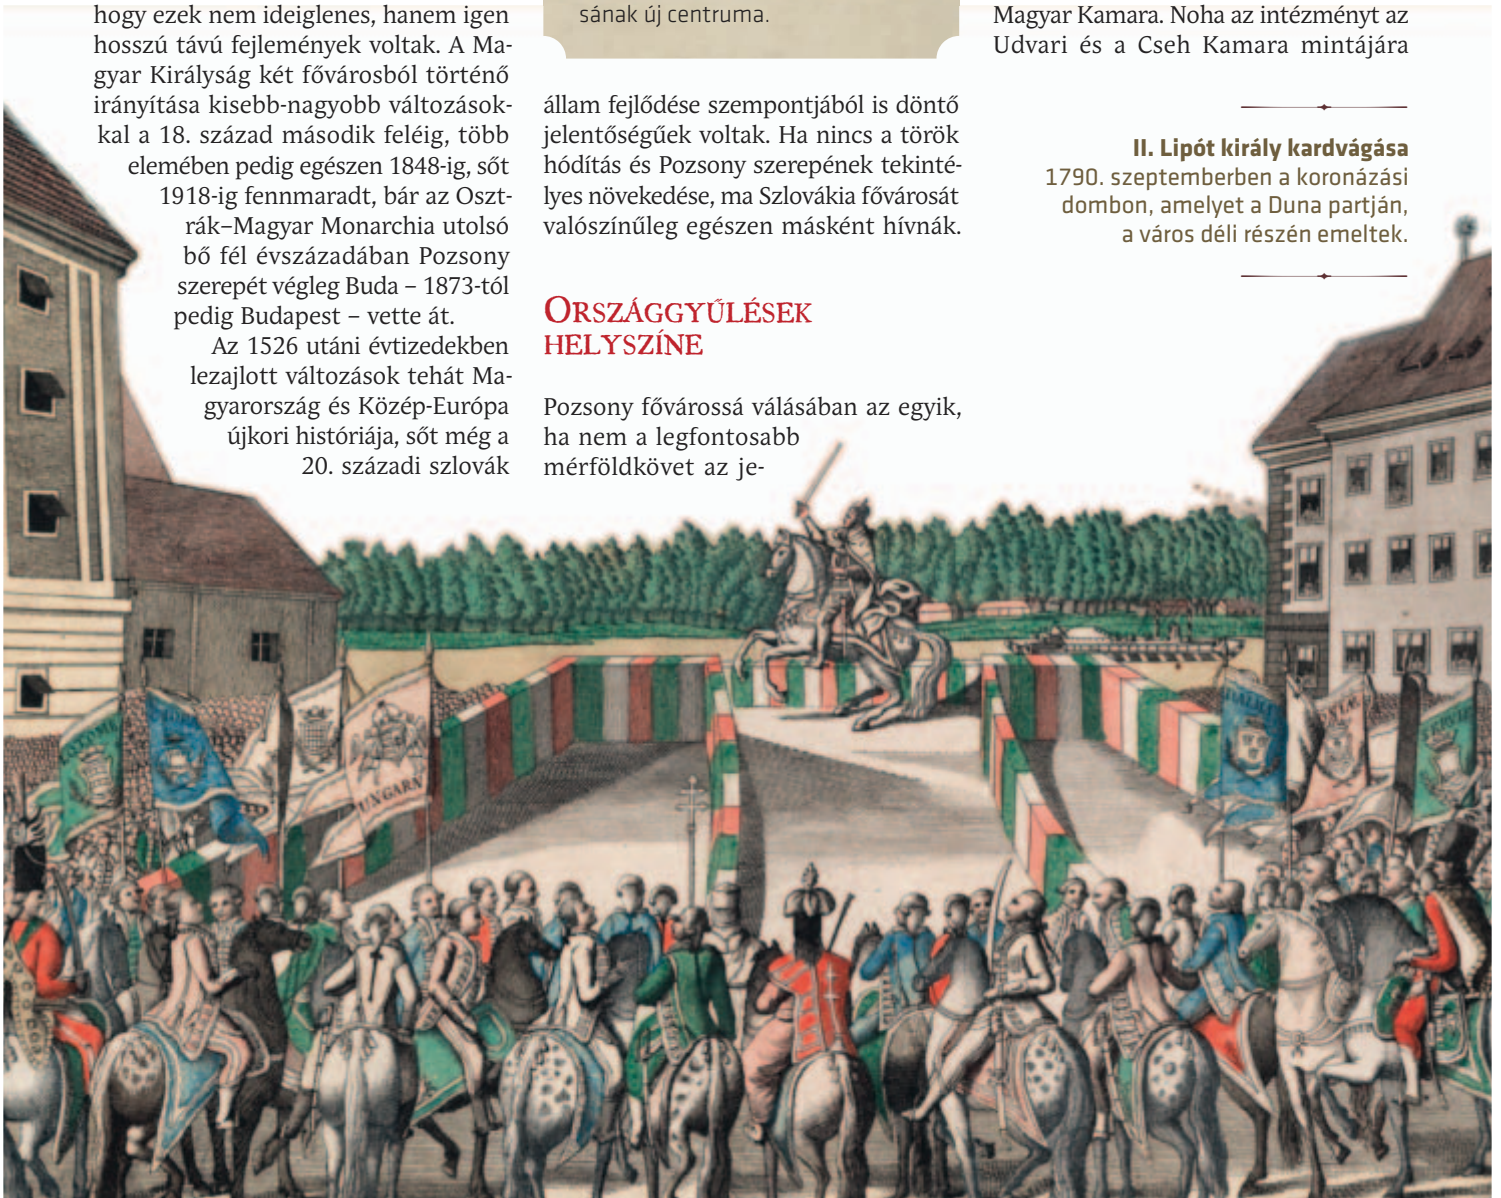 hogy ezek nem ideiglenes, hanem igen
hosszú távú fejlemények voltak. A Ma-
gyar Királyság két fővárosból történő
irányítása kisebb-nagyobb változások-
kal a 18. század második feléig, több
elemében pedig egészen 1848-ig, sőt
1918-ig fennmaradt, bár az Oszt-
rák–Magyar Monarchia utolsó
bő fél évszázadában Pozsony
szerepét végleg Buda – 1873-tól
pedig Budapest – vette át.
Az 1526 utáni évtizedekben
lezajlott változások tehát Ma-
gyarország és Közép-Európa
újkori históriája, sőt még a
20. századi szlovák
sának új centruma.
állam fejlődése szempontjából is döntő
jelentőségűek voltak. Ha nincs a török
hódítás és Pozsony szerepének tekinté-
lyes növekedése, ma Szlovákia fővárosát
valószínűleg egészen másként hívnák.
ORSZÁGGYŰLÉSEK
HELYSZÍNE
Pozsony fővárossá válásában az egyik,
ha nem a legfontosabb
mérföldkövet az je-
Magyar Kamara. Noha az intézményt az
Udvari és a Cseh Kamara mintájára
II. Lipót király kardvágása
1790. szeptemberben a koronázási
dombon, amelyet a Duna partján,
a város déli részén emeltek.
UNGARN